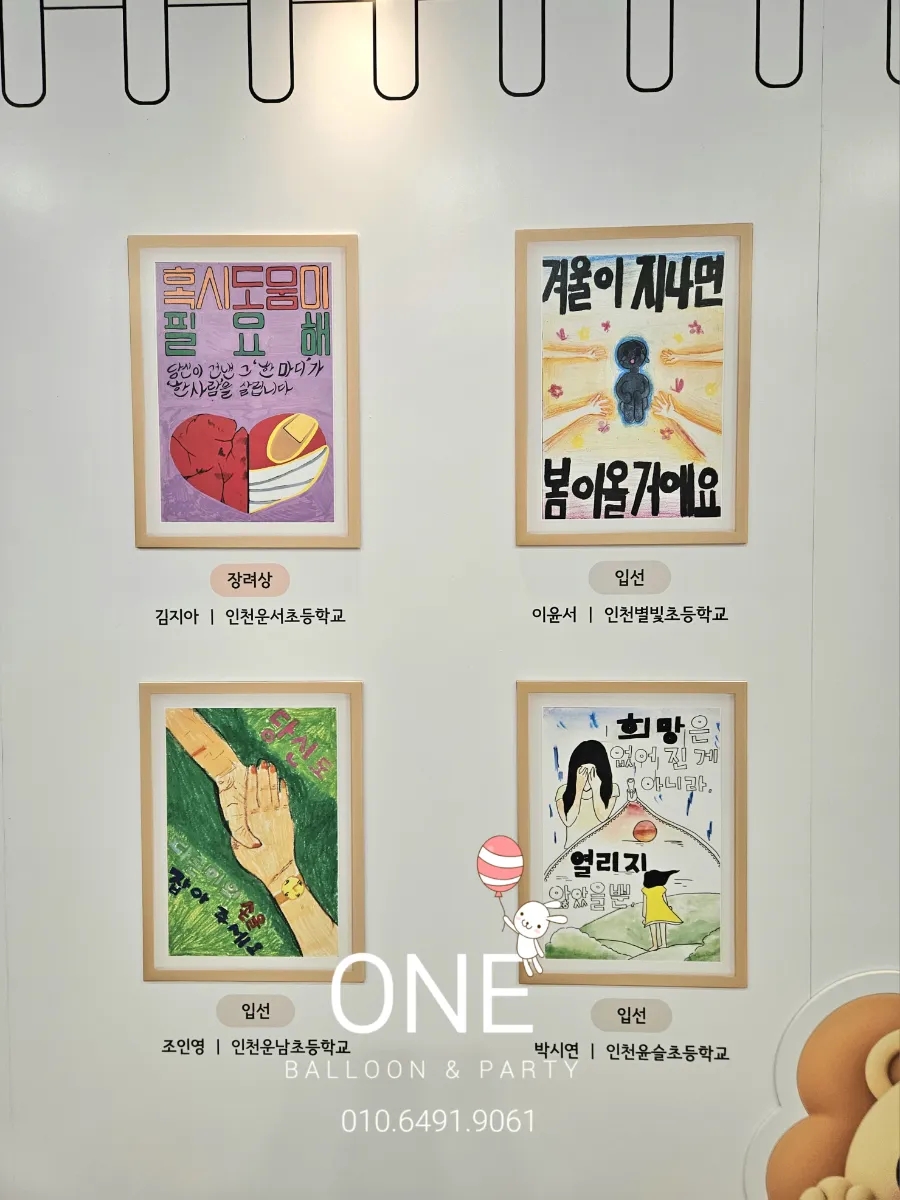 혹시도움이
필요해
당신이 건낸 그 '한 마디'가
'한 사람'을 살립니다
장려상
김지아 | 인천운서초등학교
겨울이 지나면
봄이올거에요
입선
이윤서 | 인천별빛초등학교
당신도
손을
잡아 주세요
입선
조인영 | 인천운남초등학교
희망은
없어진게
아니라,
열리지
않았을뿐.
입선
박시연 | 인천윤슬초등학교
ONE
BALLOON & PARTY
010.6491.9061